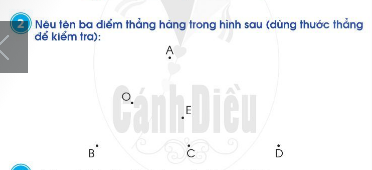 2 Nêu tên ba điểm thẳng hàng trong hình sau (dùng thước thẳng
để kiểm tra):
A
O
Cánh Diều
E
B
C
D